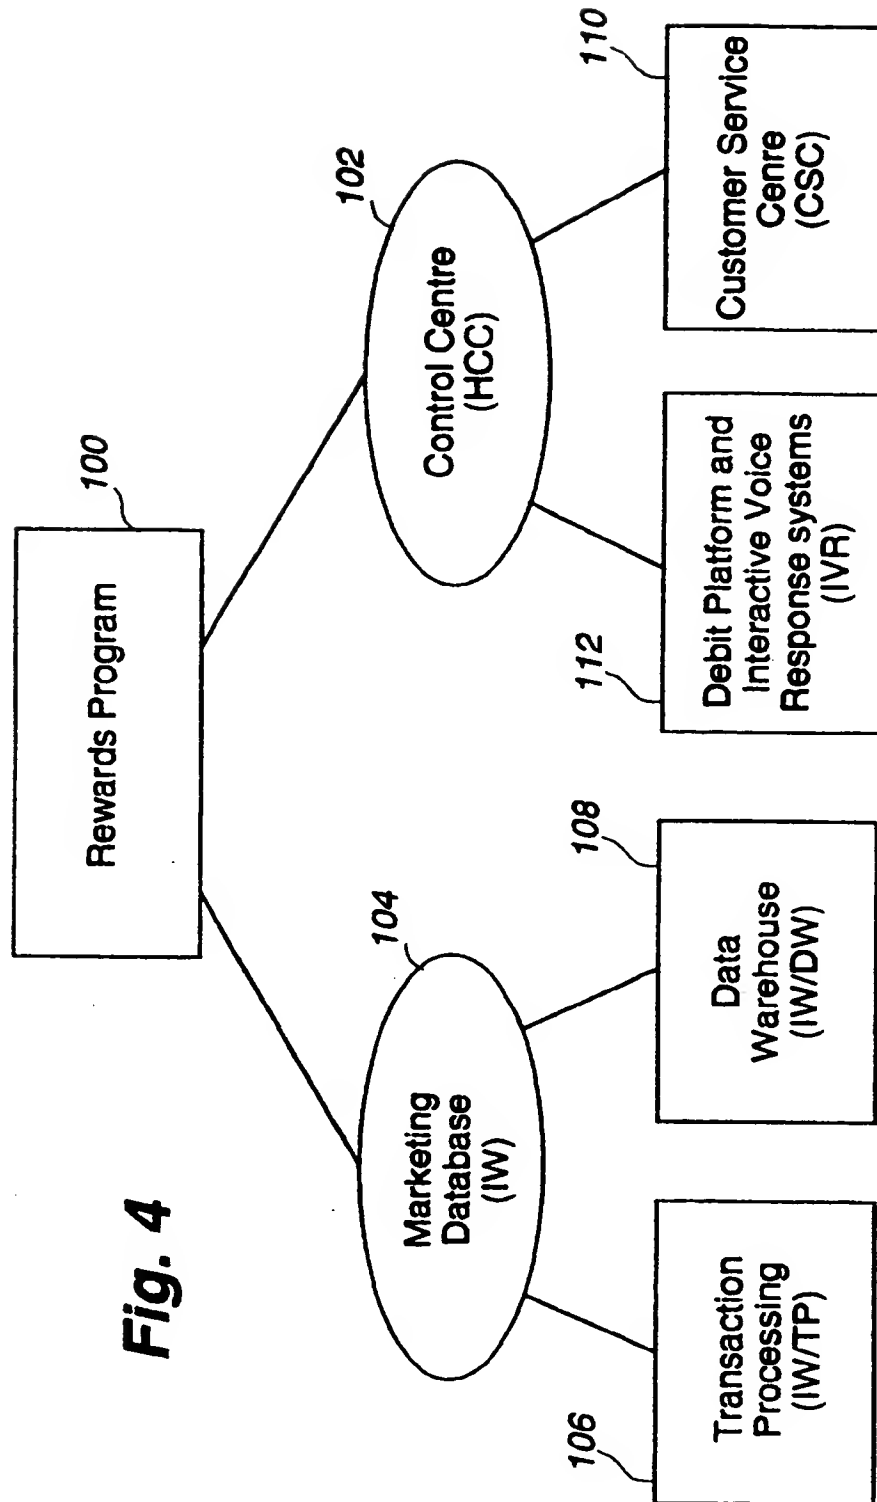 Fig. 4
100
Rewards Program
102
Control Centre
(HCC)
104
Marketing
Database
(IW)
106
Transaction
Processing
(IW/TP)
108
Data
Warehouse
(IW/DW)
112
Debit Platform and
Interactive Voice
Response systems
(IVR)
110
Customer Service
Cenre
(CSC)